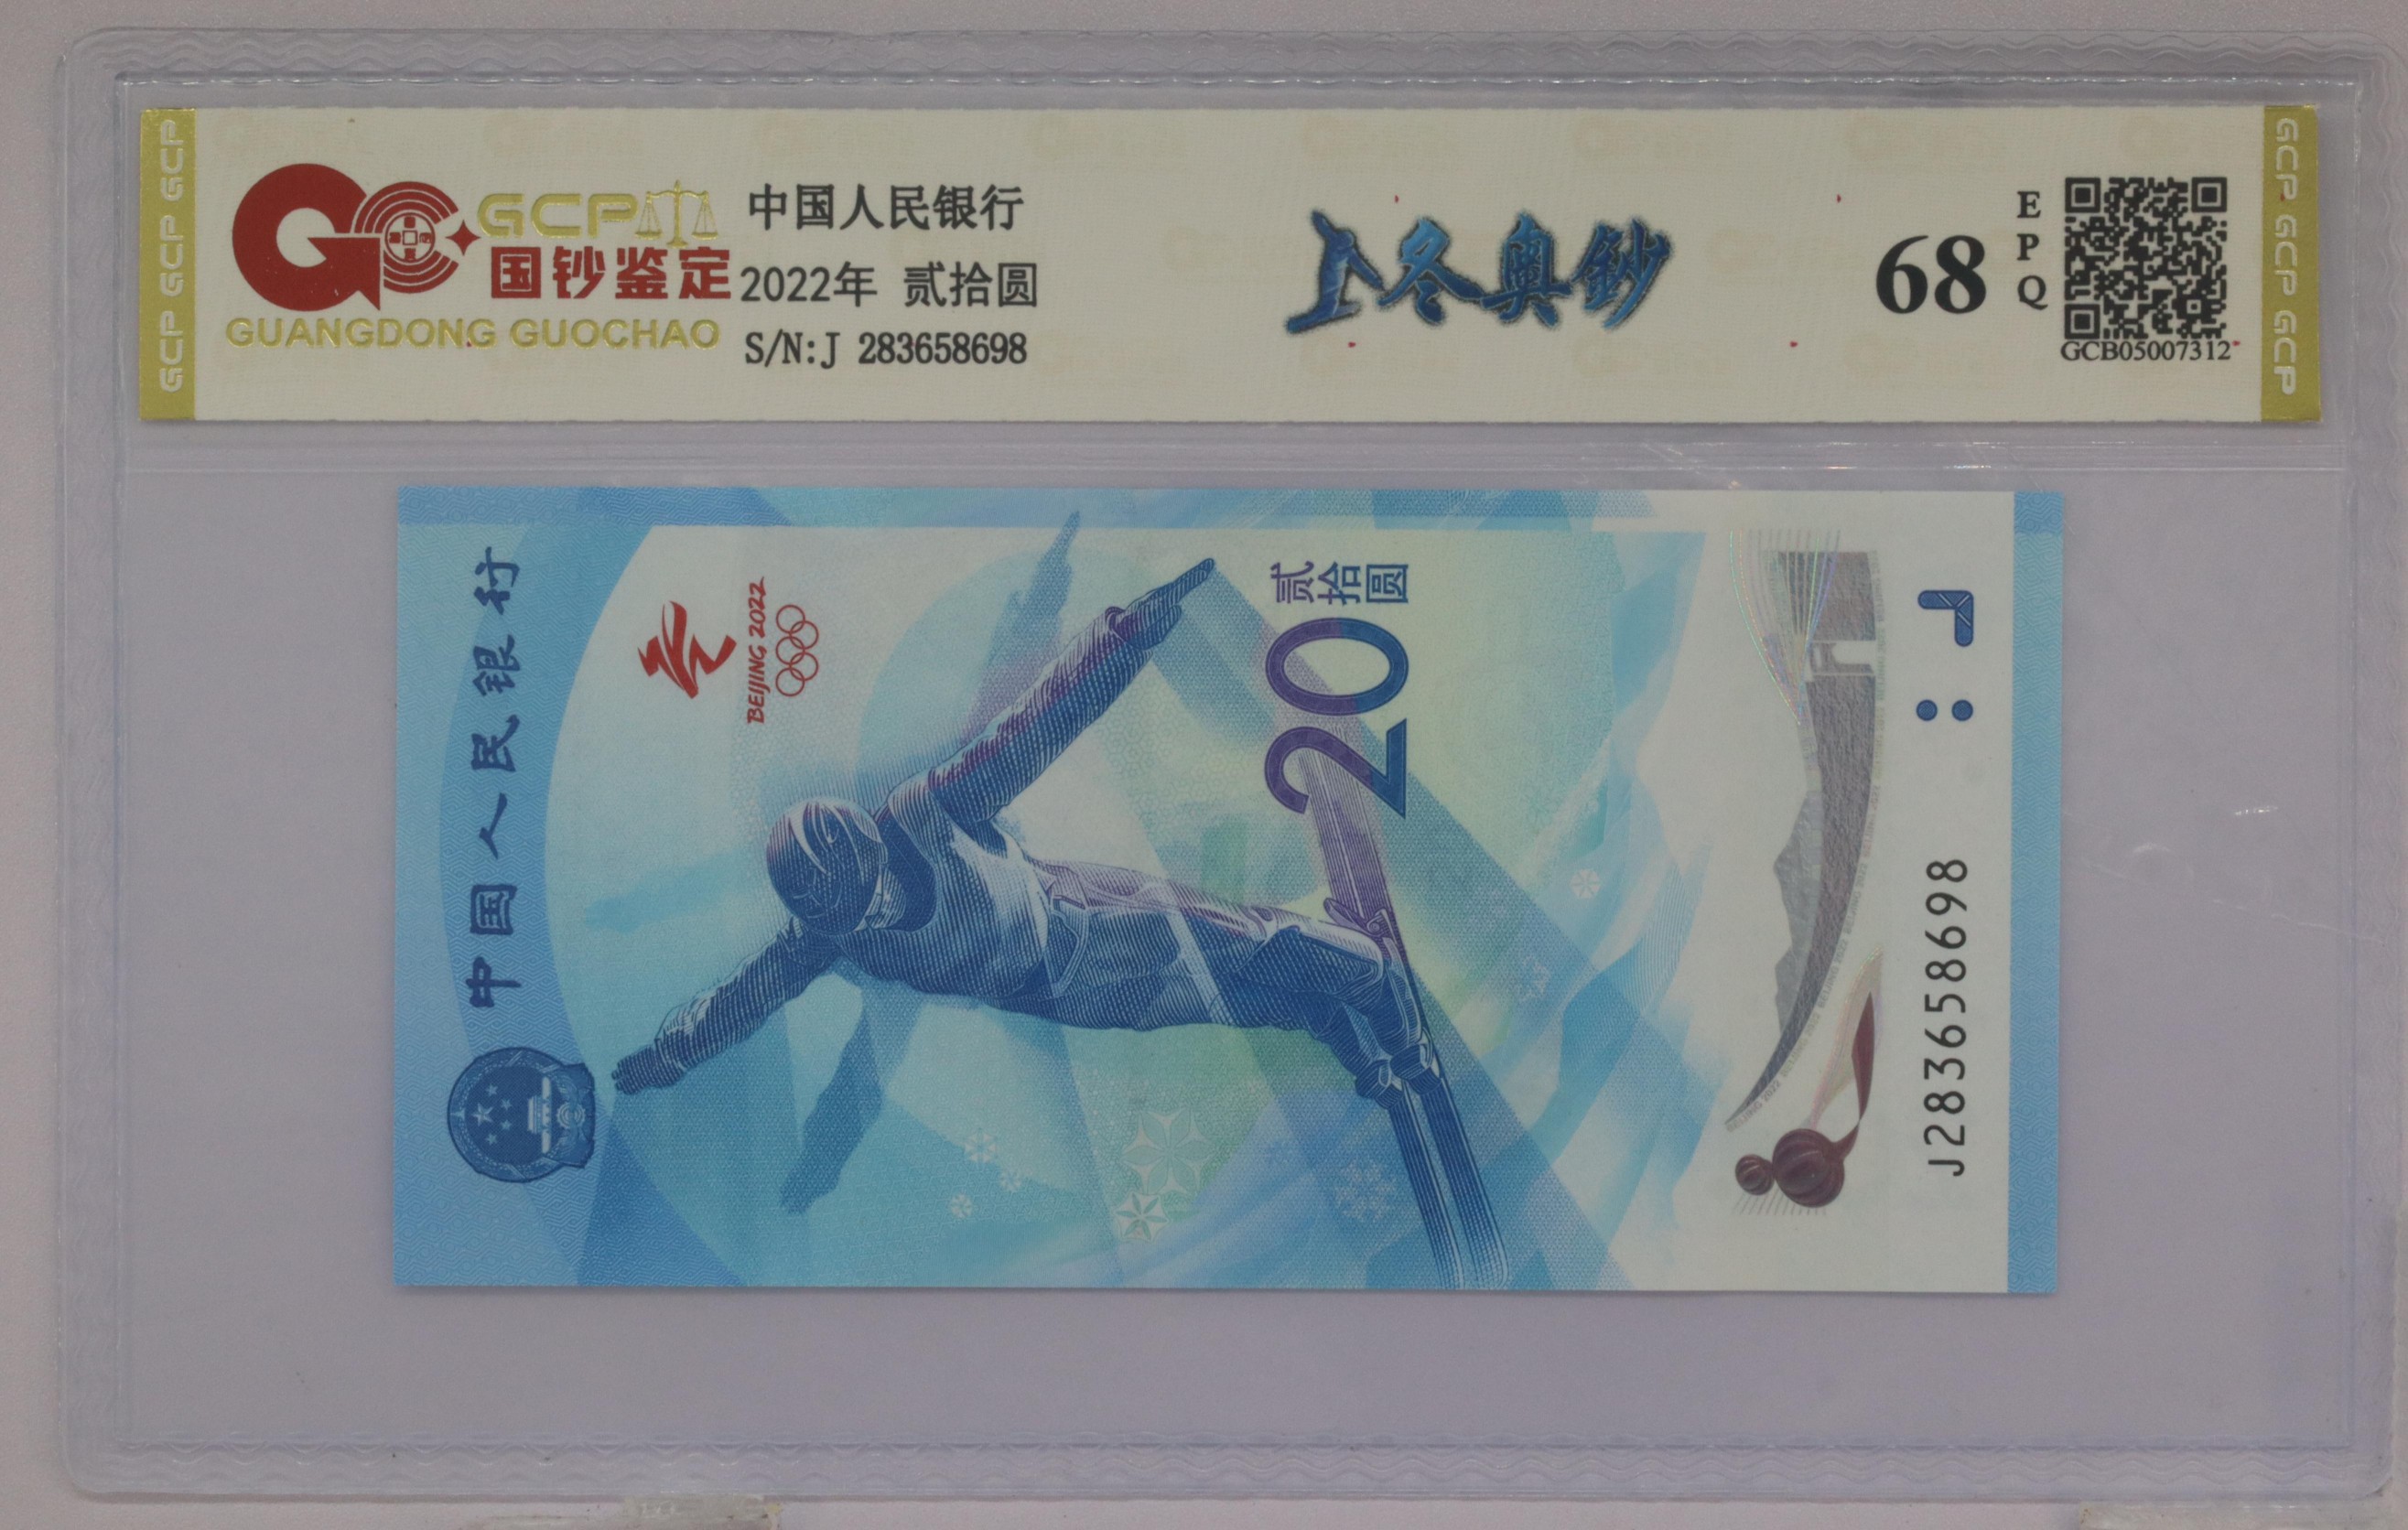 GCP GCP GCP
GCP
国钞鉴定
GUANGDONG GUOCHAO
中国人民银行
2022年 贰拾圆
S/N:J 283658698
冬奥鈔
68
EPQ
GCB05007312
GCP GCP GCP
中国人民银行
BEIJING 2022
贰拾圆
20
J283658698